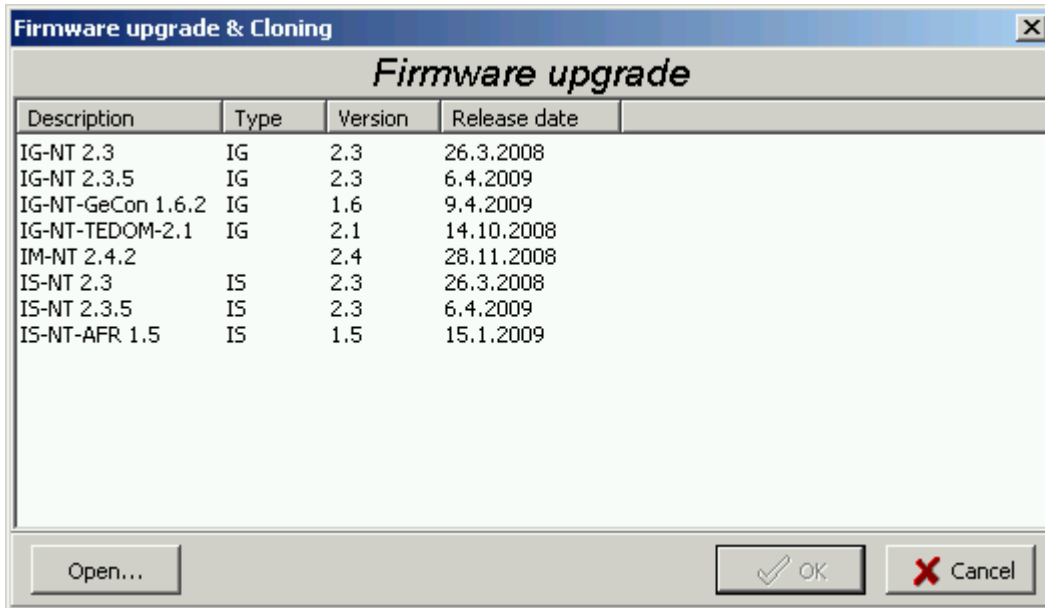 Firmware upgrade & Cloning
Firmware upgrade
Description Type Version Release date
IG-NT 2.3 IG 2.3 26.3.2008
IG-NT 2.3.5 IG 2.3 6.4.2009
IG-NT-GeCon 1.6.2 IG 1.6 9.4.2009
IG-NT-TEDOM-2.1 IG 2.1 14.10.2008
IM-NT 2.4.2 2.4 28.11.2008
IS-NT 2.3 IS 2.3 26.3.2008
IS-NT 2.3.5 IS 2.3 6.4.2009
IS-NT-AFR 1.5 IS 1.5 15.1.2009
Open... OK Cancel